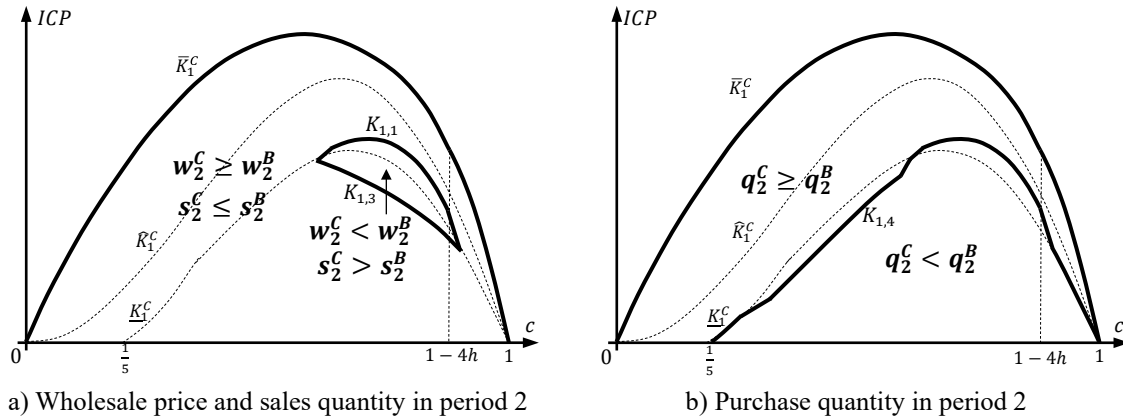 ICP
K̅₁ᶜ
K₁,₁
w₂ᶜ ≥ w₂ᴮ
s₂ᶜ ≤ s₂ᴮ
K₁,₃
w₂ᶜ < w₂ᴮ
s₂ᶜ > s₂ᴮ
K̂₁ᶜ
K̲₁ᶜ
c
0
1/5
1 − 4h
1
a) Wholesale price and sales quantity in period 2
ICP
K̅₁ᶜ
q₂ᶜ ≥ q₂ᴮ
K̂₁ᶜ
K₁,₄
q₂ᶜ < q₂ᴮ
K̲₁ᶜ
c
0
1/5
1 − 4h
1
b) Purchase quantity in period 2